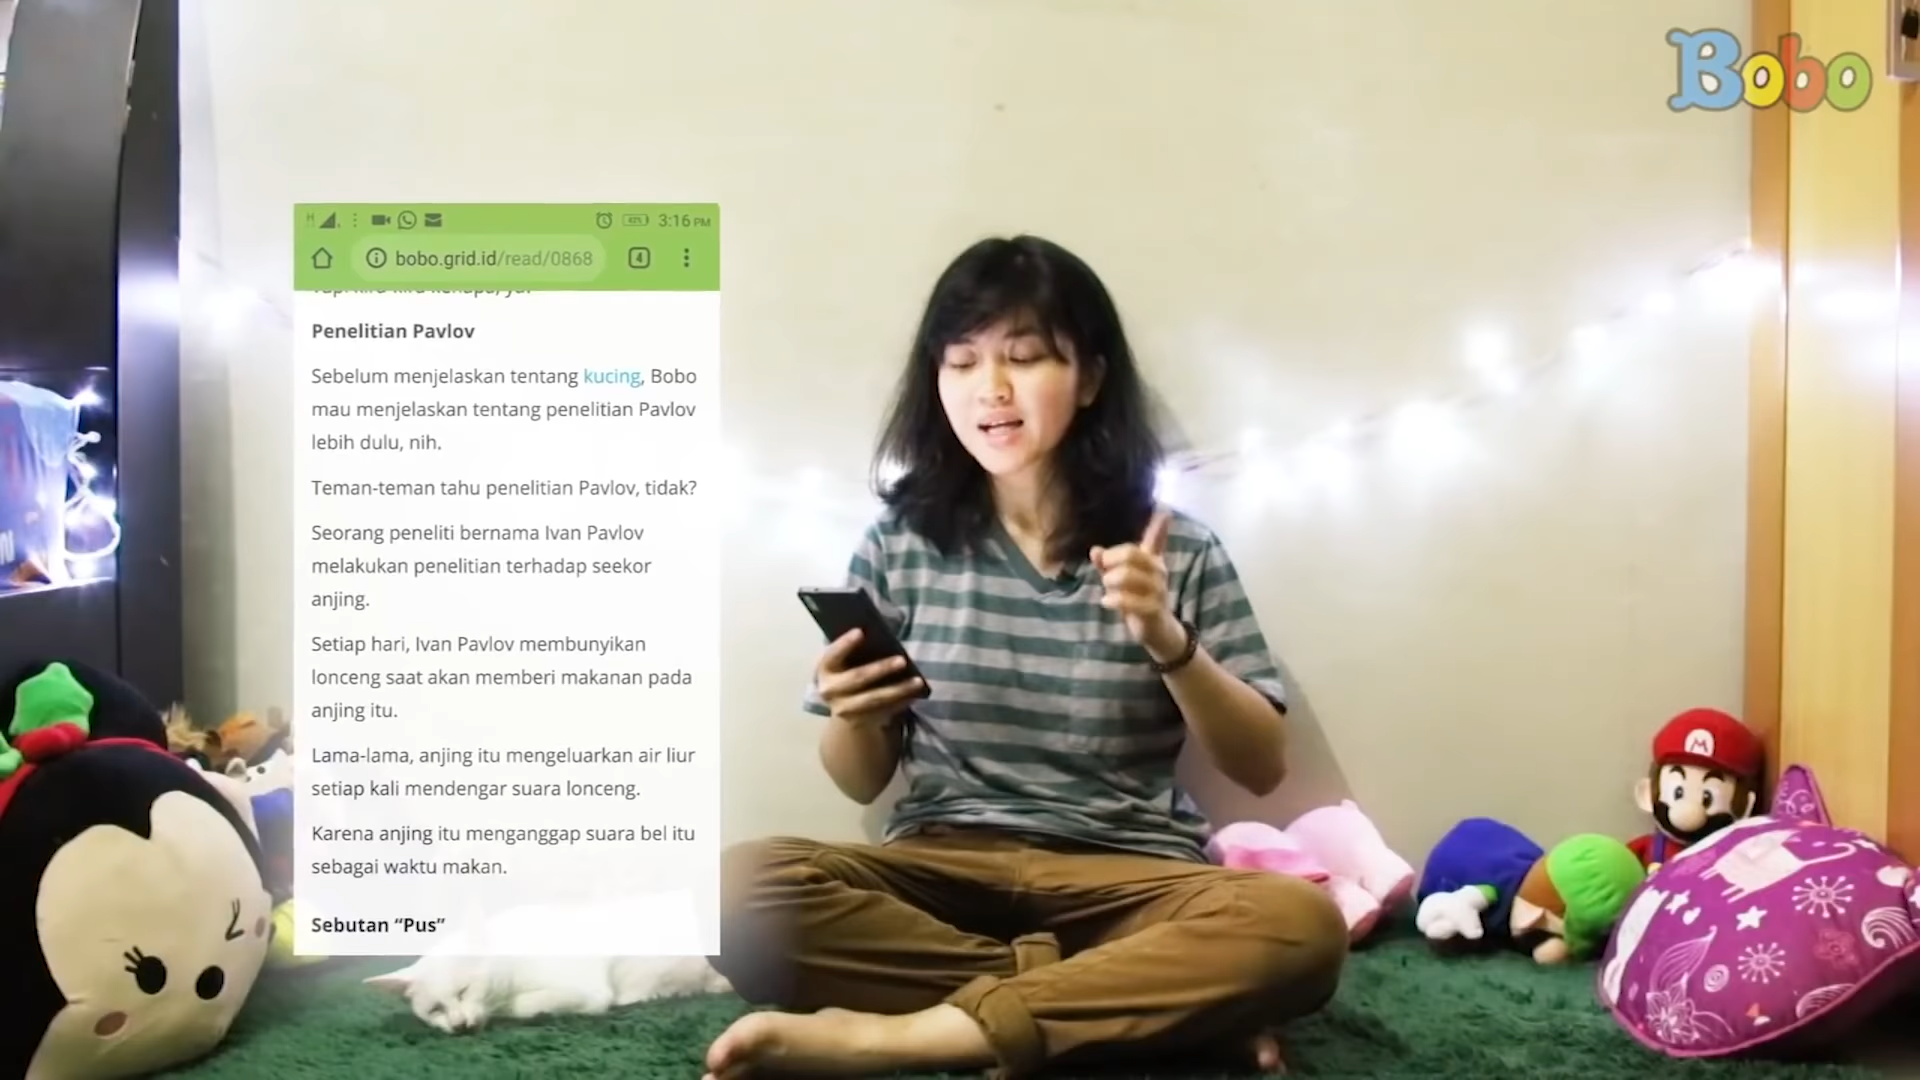 Bobo
3:16 PM
bobo.grid.id/read/0868
4
Penelitian Pavlov
Sebelum menjelaskan tentang kucing, Bobo
mau menjelaskan tentang penelitian Pavlov
lebih dulu, nih.
Teman-teman tahu penelitian Pavlov, tidak?
Seorang peneliti bernama Ivan Pavlov
melakukan penelitian terhadap seekor
anjing.
Setiap hari, Ivan Pavlov membunyikan
lonceng saat akan memberi makanan pada
anjing itu.
Lama-lama, anjing itu mengeluarkan air liur
setiap kali mendengar suara lonceng.
Karena anjing itu menganggap suara bel itu
sebagai waktu makan.
Sebutan “Pus”
M